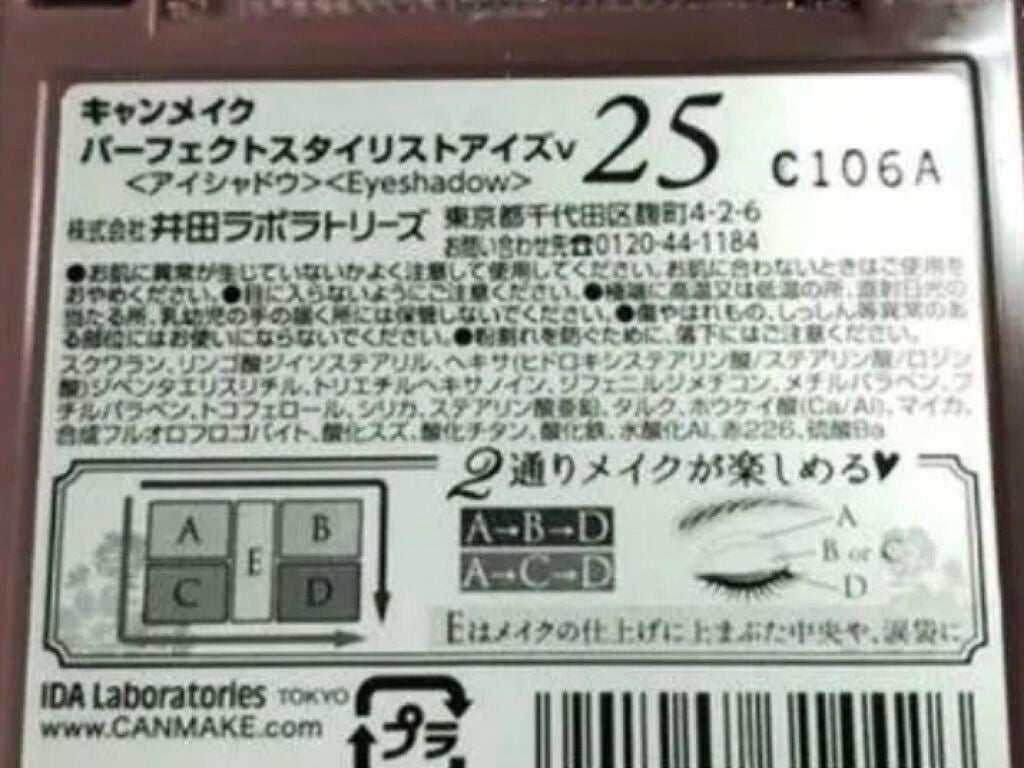 キャンメイク
パーフェクトスタイリストアイズv 25 C106A
<アイシャドウ><Eyeshadow>
株式会社 井田ラボラトリーズ 東京都千代田区麹町4-2-6
お問い合わせ先☎0120-44-1184
●お肌に異常が生じていないかよく注意して使用してください。お肌に合わないときはご使用を
おやめください。●目に入らないようにご注意ください。●極端に高温又は低温の所、直射日光の
当たる所、乳幼児の手の届く所には保管しないでください。●傷やはれもの、しっしん等異常のあ
る部位にはお使いにならないでください。●粉割れを防ぐために、落下にはご注意ください。
スクワラン、リンゴ酸ジイソステアリル、ヘキサ(ヒドロキシステアリン酸/ステアリン酸/ロジン
酸)ジペンタエリスリチル、トリエチルヘキサノイン、ジフェニルジメチコン、メチルパラベン、ブ
チルパラベン、トコフェロール、シリカ、ステアリン酸亜鉛、タルク、ホウケイ酸(Ca/Al)、マイカ、
合成フルオロフロゴパイト、酸化スズ、酸化チタン、酸化鉄、水酸化Al、赤226、硫酸Ba
2通りメイクが楽しめる♥
A B
E
C D
A→B→D
A→C→D
A
B or C
D
Eはメイクの仕上げに上まぶた中央や、涙袋に
IDA Laboratories TOKYO
www.CANMAKE.com
プラ